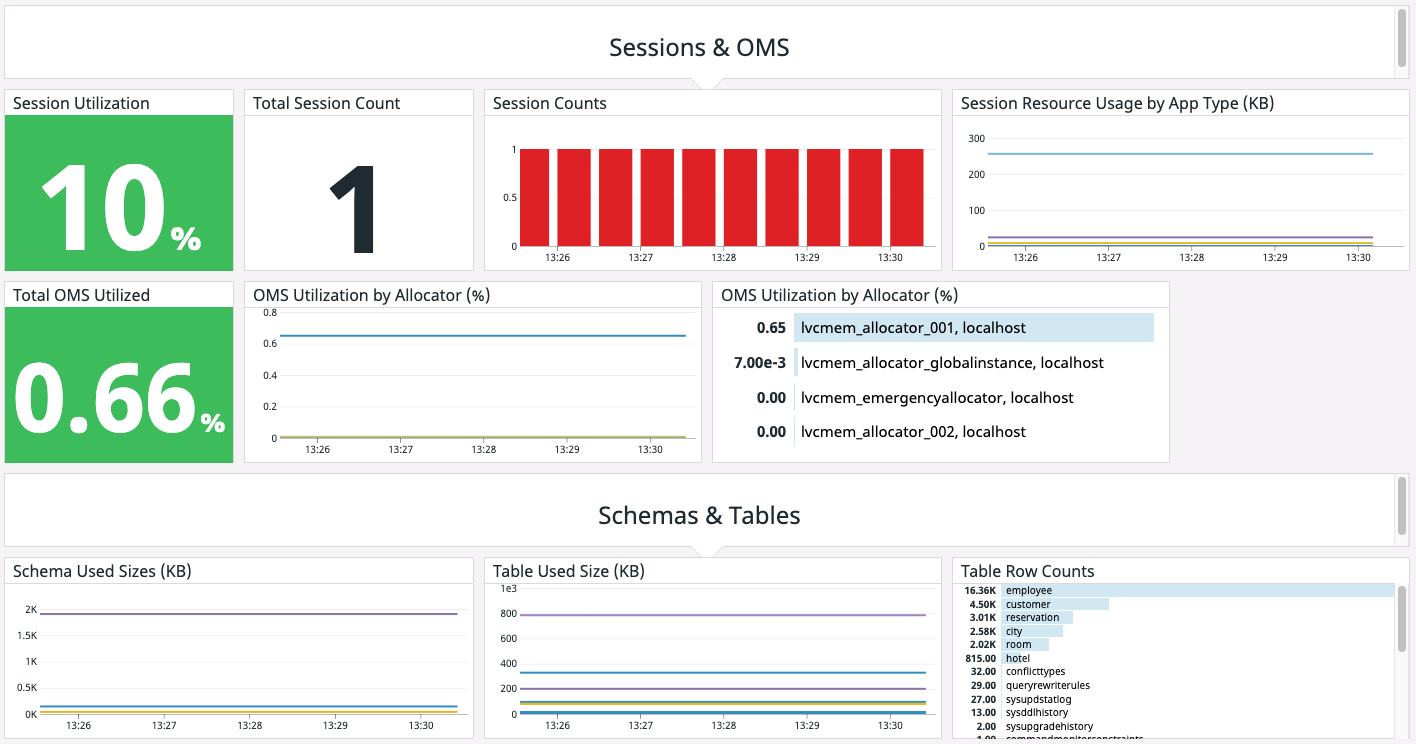 Sessions & OMS
Session Utilization
10%
Total Session Count
1
Session Counts
1
0.5
0
13:26 13:27 13:28 13:29 13:30
Session Resource Usage by App Type (KB)
300
200
100
0
13:26 13:27 13:28 13:29 13:30
Total OMS Utilized
0.66%
OMS Utilization by Allocator (%)
0.8
0.6
0.4
0.2
0
13:26 13:27 13:28 13:29 13:30
OMS Utilization by Allocator (%)
0.65 lvcmem_allocator_001, localhost
7.00e-3 lvcmem_allocator_globalinstance, localhost
0.00 lvcmem_emergencyallocator, localhost
0.00 lvcmem_allocator_002, localhost
Schemas & Tables
Schema Used Sizes (KB)
2K
1.5K
1K
0.5K
0K
13:26 13:27 13:28 13:29 13:30
Table Used Size (KB)
1e3
800
600
400
200
0
13:26 13:27 13:28 13:29 13:30
Table Row Counts
16.36K employee
4.50K customer
3.01K reservation
2.58K city
2.02K room
815.00 hotel
32.00 conflicttypes
29.00 queryrewriterules
27.00 sysupdstatlog
13.00 sysddlhistory
2.00 sysupgradehistory
1.00 commandmonitorconstraints